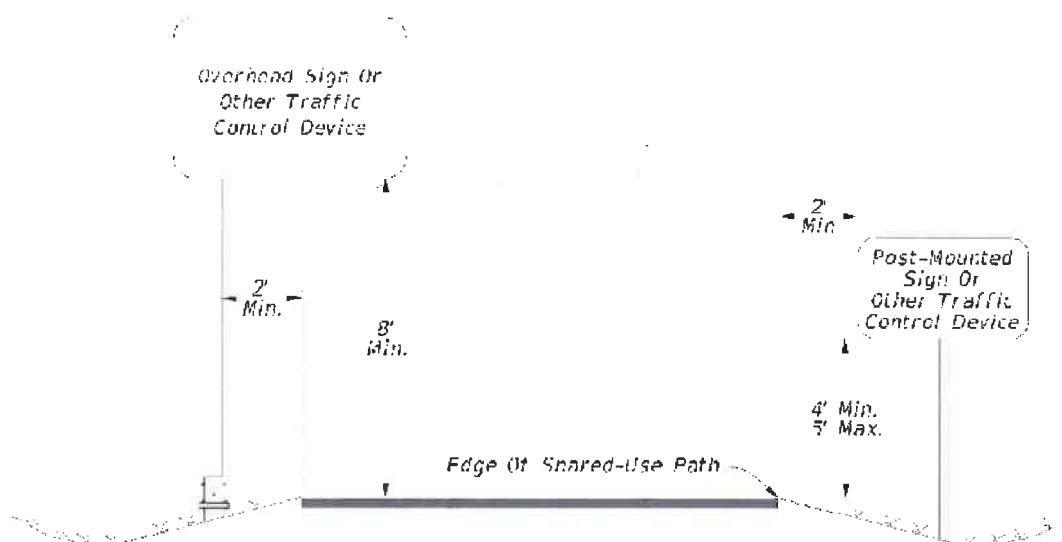 Overhead Sign Or
Other Traffic
Control Device
2'
Min.
8'
Min.
2'
Min
Post-Mounted
Sign Or
Other Traffic
Control Device
4' Min.
5' Max.
Edge Of Shared-Use Path